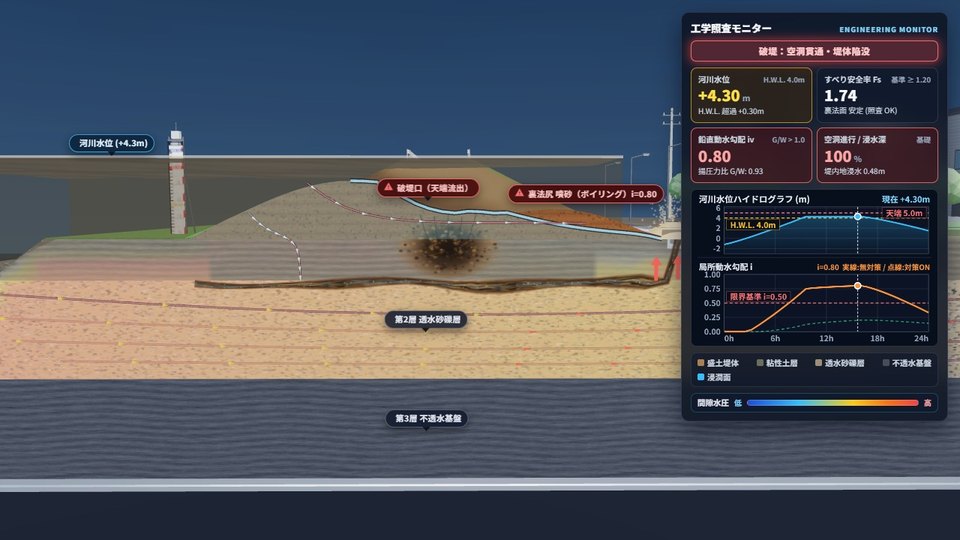 河川水位 (+4.3m)
破堤口（天端流出）
裏法尻 噴砂（ボイリング）i=0.80
第2層 透水砂礫層
第3層 不透水基盤
工学照査モニター
ENGINEERING MONITOR
破堤：空洞貫通・堤体陥没
河川水位 H.W.L. 4.0m
+4.30 m
H.W.L. 超過 +0.30m
すべり安全率 Fs 基準 ≥ 1.20
1.74
裏法面 安定 (照査 OK)
鉛直動水勾配 iv G/W > 1.0
0.80
揚圧力比 G/W: 0.93
空洞進行 / 浸水深 基礎
100 %
堤内地浸水 0.48m
河川水位ハイドログラフ (m) 現在 +4.30m
6
4
2
0
-2
天端 5.0m
H.W.L. 4.0m
局所動水勾配 i
i=0.80 実線:無対策 / 点線:対策ON
1.00
0.75
0.50
0.25
0.00
限界基準 i=0.50
0h 6h 12h 18h 24h
盛土堤体 粘性土層 透水砂礫層 不透水基盤
浸潤面
間隙水圧 低 高